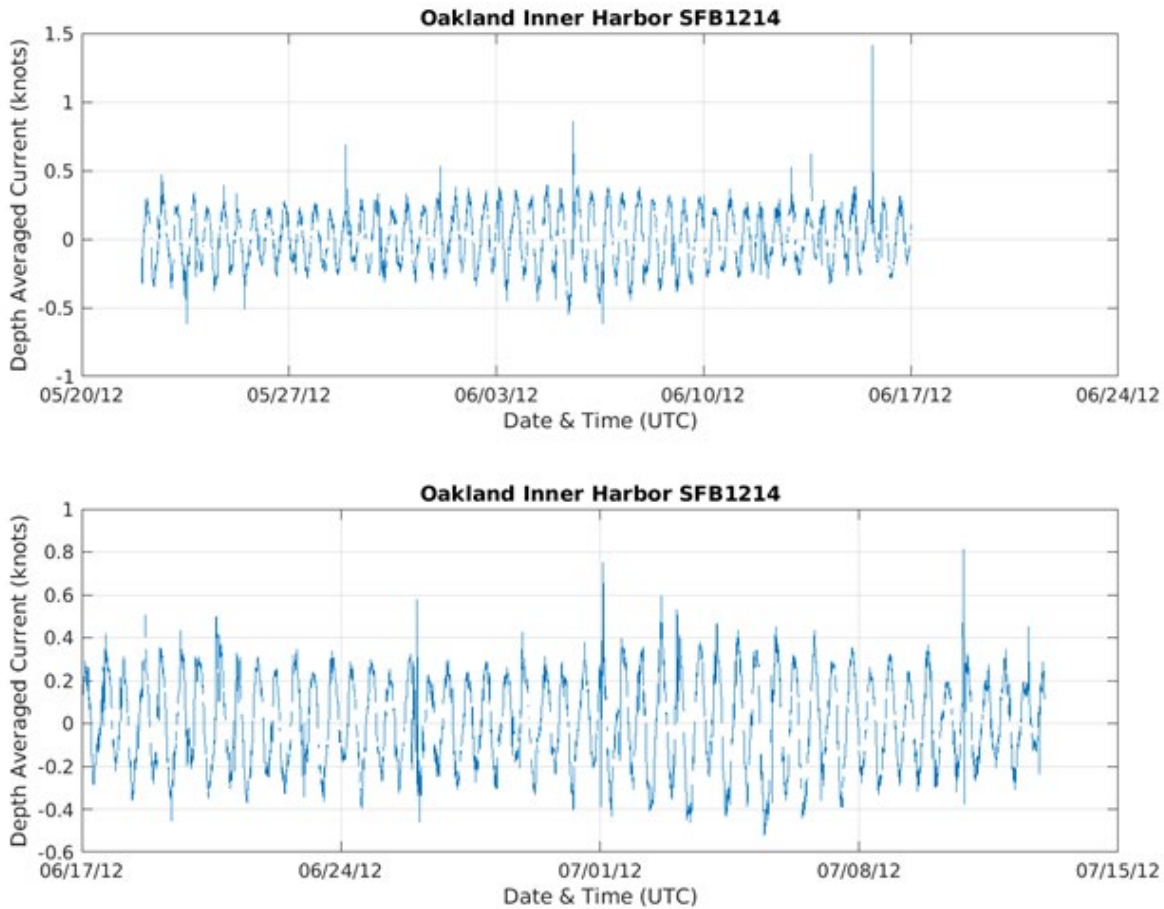 Oakland Inner Harbor SFB1214
Depth Averaged Current (knots)
1.5
1
0.5
0
-0.5
-1
05/20/12 05/27/12 06/03/12 06/10/12 06/17/12 06/24/12
Date & Time (UTC)
Oakland Inner Harbor SFB1214
Depth Averaged Current (knots)
1
0.8
0.6
0.4
0.2
0
-0.2
-0.4
-0.6
06/17/12 06/24/12 07/01/12 07/08/12 07/15/12
Date & Time (UTC)